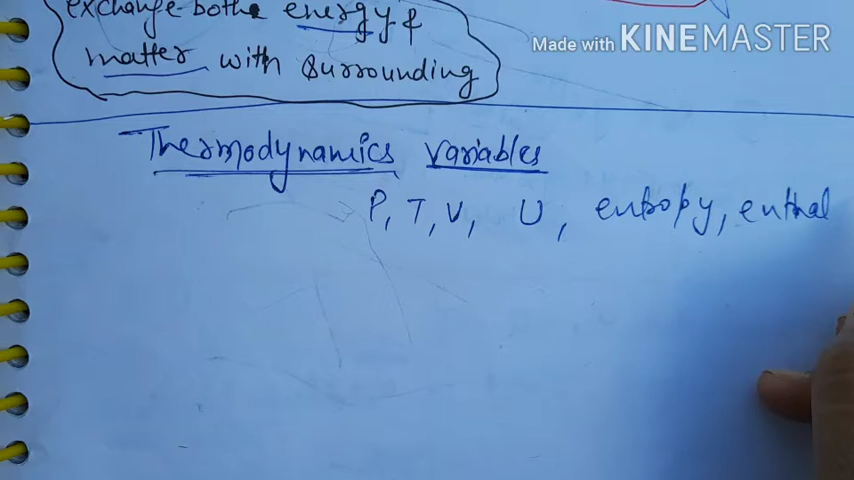 exchange both energy &
Made with KINEMASTER
matter with surrounding
Thermodynamics variables
P, T, V, U, entropy, enthal